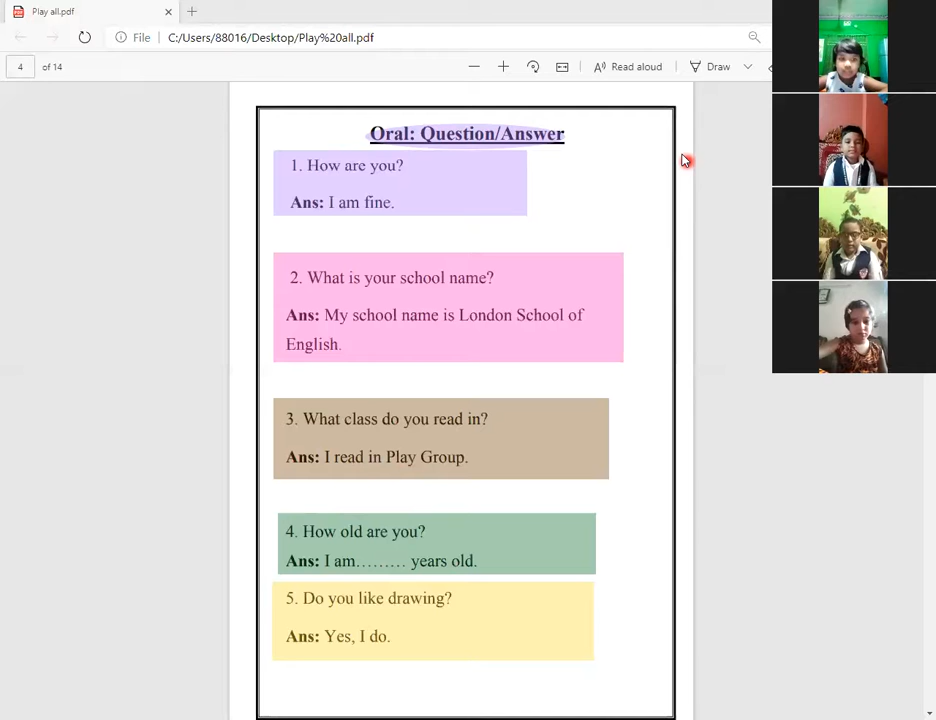 Play all.pdf
File
C:/Users/88016/Desktop/Play%20all.pdf
4 of 14
Read aloud
Draw
Oral: Question/Answer
1. How are you?
Ans: I am fine.
2. What is your school name?
Ans: My school name is London School of
English.
3. What class do you read in?
Ans: I read in Play Group.
4. How old are you?
Ans: I am......... years old.
5. Do you like drawing?
Ans: Yes, I do.